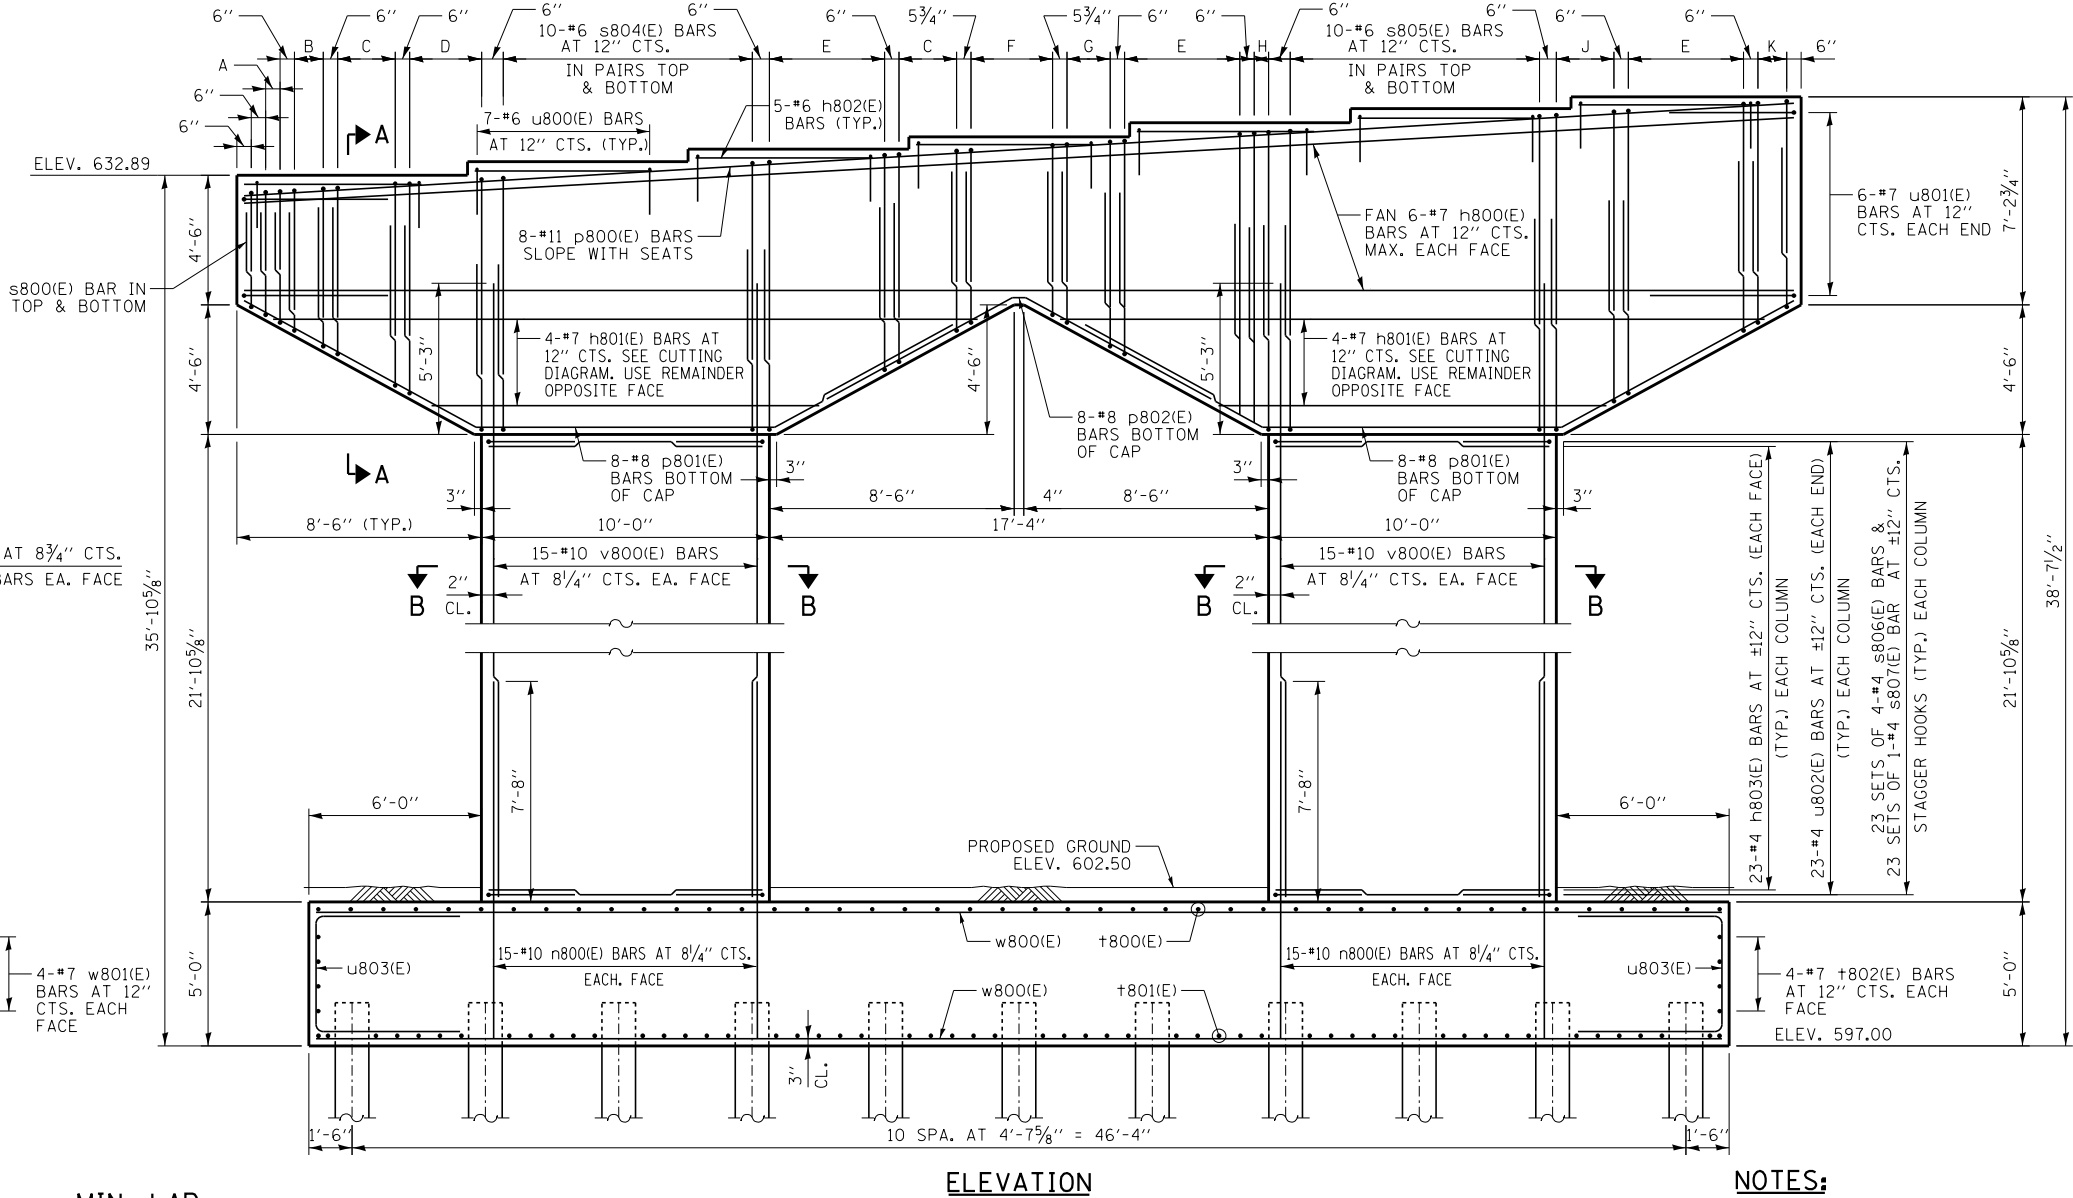 6" 6" 6" 6" 6" 6" 5¾" 5¾" 6" 6" 6" 6" 6" 6"
10-#6 s804(E) BARS
AT 12" CTS.
10-#6 s805(E) BARS
AT 12" CTS.
B C D E C F G E H J E K 6"
IN PAIRS TOP
& BOTTOM
IN PAIRS TOP
& BOTTOM
A
6"
6"
A
7-#6 u800(E) BARS
AT 12" CTS. (TYP.)
5-#6 h802(E)
BARS (TYP.)
ELEV. 632.89
8-#11 p800(E) BARS
SLOPE WITH SEATS
FAN 6-#7 h800(E)
BARS AT 12" CTS.
MAX. EACH FACE
6-#7 u801(E)
BARS AT 12"
CTS. EACH END
7'-2¾"
4'-6"
s800(E) BAR IN
TOP & BOTTOM
4'-6"
5'-3"
4-#7 h801(E) BARS AT
12" CTS. SEE CUTTING
DIAGRAM. USE REMAINDER
OPPOSITE FACE
4'-6"
5'-3"
4-#7 h801(E) BARS AT
12" CTS. SEE CUTTING
DIAGRAM. USE REMAINDER
OPPOSITE FACE
4'-6"
8-#8 p802(E)
BARS BOTTOM
OF CAP
A
8-#8 p801(E)
BARS BOTTOM
OF CAP
8-#8 p801(E)
BARS BOTTOM
OF CAP
3" 3" 3" 3"
8'-6" 4" 8'-6"
8'-6" (TYP.) 10'-0" 17'-4" 10'-0"
AT 8¾" CTS.
BARS EA. FACE
15-#10 v800(E) BARS
AT 8¼" CTS. EA. FACE
15-#10 v800(E) BARS
AT 8¼" CTS. EA. FACE
B B B B
2"
CL.
2"
CL.
35'-10⅝"
21'-10⅝"
23-#4 h803(E) BARS AT ±12" CTS. (EACH FACE)
(TYP.) EACH COLUMN
23-#4 u802(E) BARS AT ±12" CTS. (EACH END)
(TYP.) EACH COLUMN
23 SETS OF 4-#4 s806(E) BARS &
23 SETS OF 1-#4 s807(E) BAR AT ±12" CTS.
STAGGER HOOKS (TYP.) EACH COLUMN
21'-10⅝"
38'-7½"
7'-8" 7'-8"
6'-0" 6'-0"
PROPOSED GROUND
ELEV. 602.50
w800(E) t800(E)
15-#10 n800(E) BARS AT 8¼" CTS.
EACH. FACE
15-#10 n800(E) BARS AT 8¼" CTS.
EACH. FACE
u803(E) u803(E)
w800(E) t801(E)
4-#7 w801(E)
BARS AT 12"
CTS. EACH
FACE
5'-0"
4-#7 t802(E) BARS
AT 12" CTS. EACH
FACE
5'-0"
ELEV. 597.00
3"
CL.
1'-6" 10 SPA. AT 4'-7⅝" = 46'-4" 1'-6"
ELEVATION
NOTES:
MIN. LAP